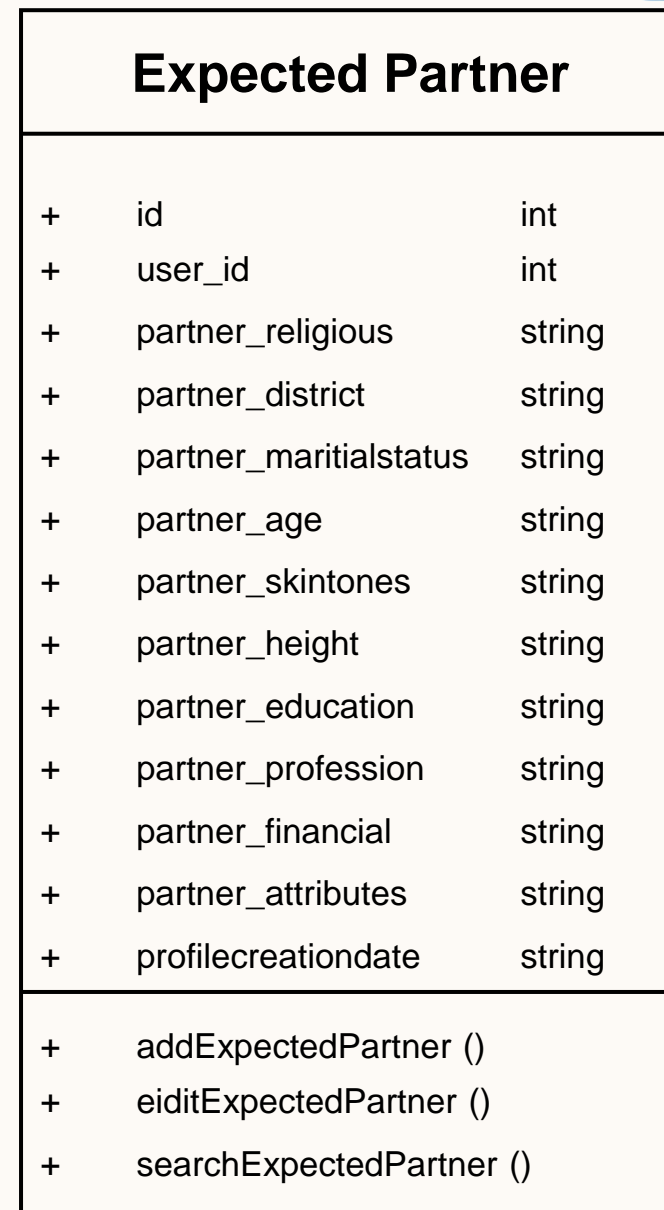 Expected Partner
+ id int
+ user_id int
+ partner_religious string
+ partner_district string
+ partner_maritialstatus string
+ partner_age string
+ partner_skintones string
+ partner_height string
+ partner_education string
+ partner_profession string
+ partner_financial string
+ partner_attributes string
+ profilecreationdate string
+ addExpectedPartner ()
+ eiditExpectedPartner ()
+ searchExpectedPartner ()